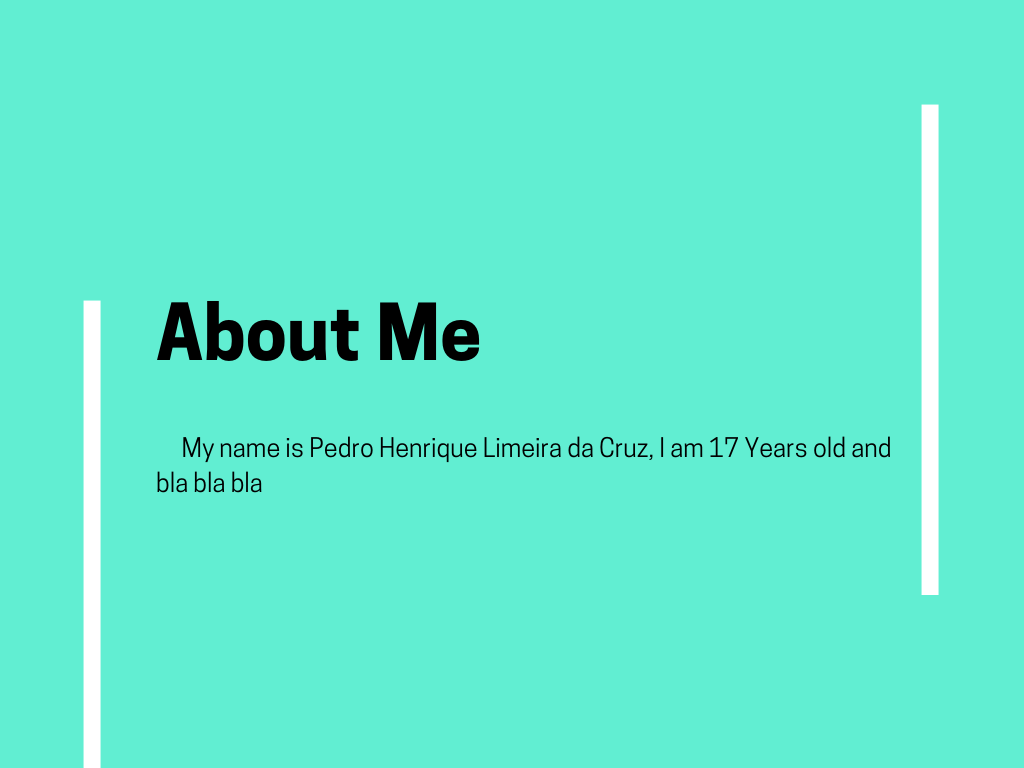 About Me
My name is Pedro Henrique Limeira da Cruz, I am 17 Years old and
bla bla bla